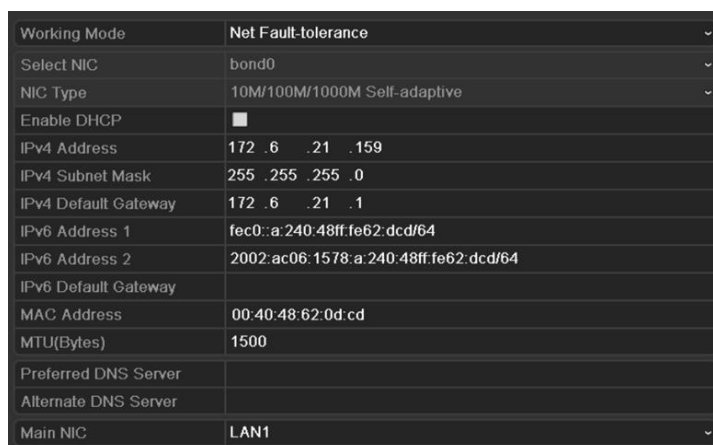 Working Mode Net Fault-tolerance
Select NIC bond0
NIC Type 10M/100M/1000M Self-adaptive
Enable DHCP
IPv4 Address 172 .6 .21 .159
IPv4 Subnet Mask 255 .255 .255 .0
IPv4 Default Gateway 172 .6 .21 .1
IPv6 Address 1 fec0::a:240:48ff:fe62:dcd/64
IPv6 Address 2 2002:ac06:1578:a:240:48ff:fe62:dcd/64
IPv6 Default Gateway
MAC Address 00:40:48:62:0d:cd
MTU(Bytes) 1500
Preferred DNS Server
Alternate DNS Server
Main NIC LAN1